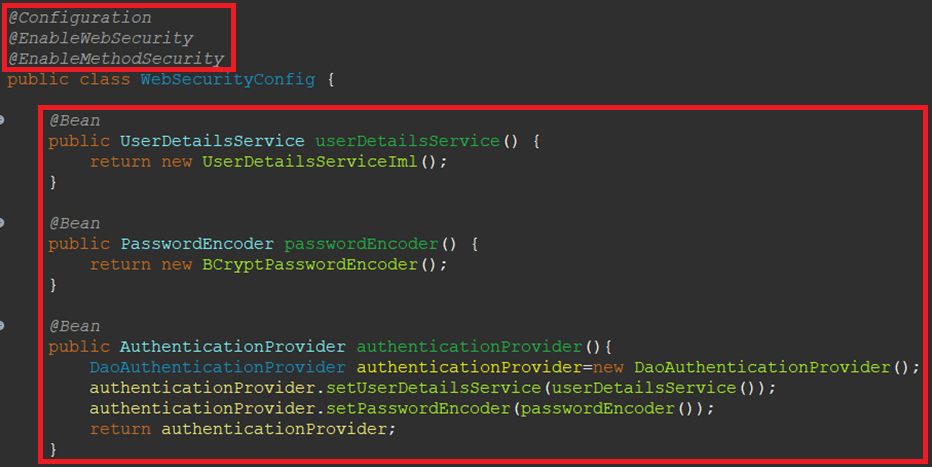 @Configuration
@EnableWebSecurity
@EnableMethodSecurity
public class WebSecurityConfig {
@Bean
public UserDetailsService userDetailsService() {
return new UserDetailsServiceIml();
}
@Bean
public PasswordEncoder passwordEncoder() {
return new BCryptPasswordEncoder();
}
@Bean
public AuthenticationProvider authenticationProvider(){
DaoAuthenticationProvider authenticationProvider=new DaoAuthenticationProvider();
authenticationProvider.setUserDetailsService(userDetailsService());
authenticationProvider.setPasswordEncoder(passwordEncoder());
return authenticationProvider;
}